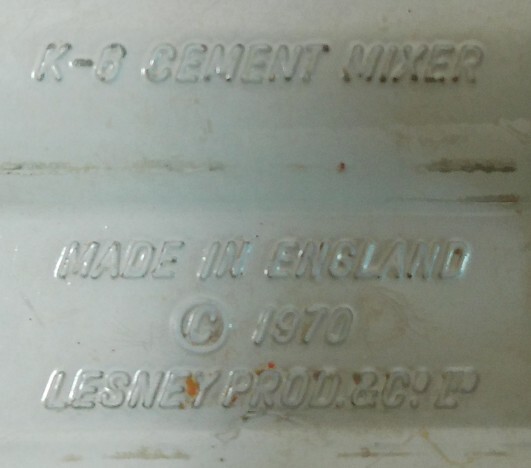 K-6 CEMENT MIXER
MADE IN ENGLAND
© 1970
LESNEY PROD. & Cº Lᵀᴰ